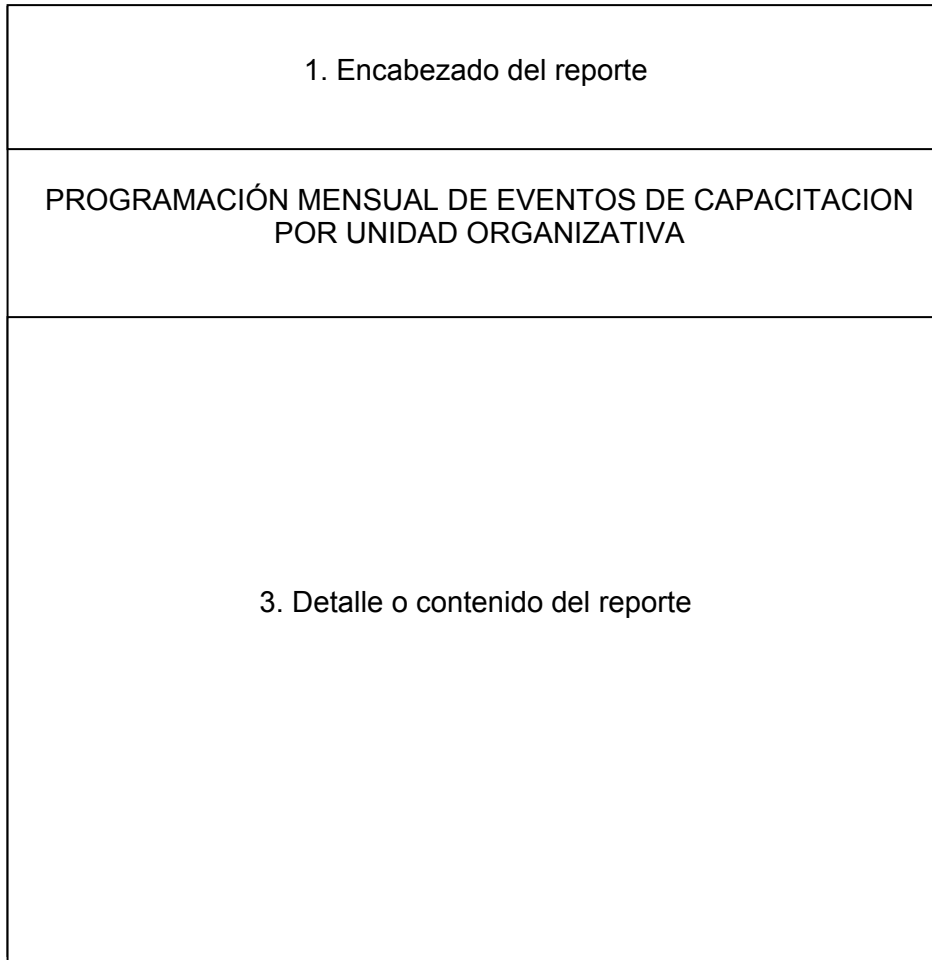 1. Encabezado del reporte
PROGRAMACIÓN MENSUAL DE EVENTOS DE CAPACITACION
POR UNIDAD ORGANIZATIVA
3. Detalle o contenido del reporte